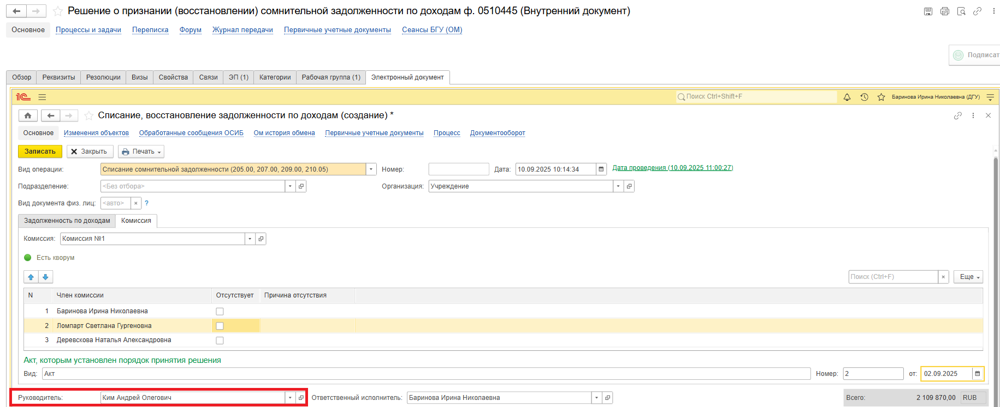 Решение о признании (восстановлении) сомнительной задолженности по доходам ф. 0510445 (Внутренний документ)
Основное Процессы и задачи Переписка Форум Журнал передачи Первичные учетные документы Сеансы БГУ (ОМ)
Подписат
Обзор Реквизиты Резолюции Визы Свойства Связи ЭП (1) Категории Рабочая группа (1) Электронный документ
1С Поиск Ctrl+Shift+F Баринова Ирина Николаевна (ДГУ)
Списание, восстановление задолженности по доходам (создание) *
Основное Изменения объектов Обработанные сообщения ОСИБ Ом история обмена Первичные учетные документы Процесс Документооборот
Записать Закрыть Печать
Вид операции: Списание сомнительной задолженности (205.00, 207.00, 209.00, 210.05) Номер: Дата: 10.09.2025 10:14:34 Дата проведения (10.09.2025 11:00:27)
Подразделение: <Без отбора> Организация: Учреждение
Вид документа физ. лиц: <авто> × ?
Задолженность по доходам Комиссия
Комиссия: Комиссия №1
Есть кворум
Поиск (Ctrl+F) × Еще
N Член комиссии Отсутствует Причина отсутствия
1 Баринова Ирина Николаевна
2 Ломпарт Светлана Гургеновна
3 Деревскова Наталья Александровна
Акт, которым установлен порядок принятия решения
Вид: Акт Номер: 2 от: 02.09.2025
Руководитель: Ким Андрей Олегович Ответственный исполнитель: Баринова Ирина Николаевна Всего: 2 109 870,00 RUB